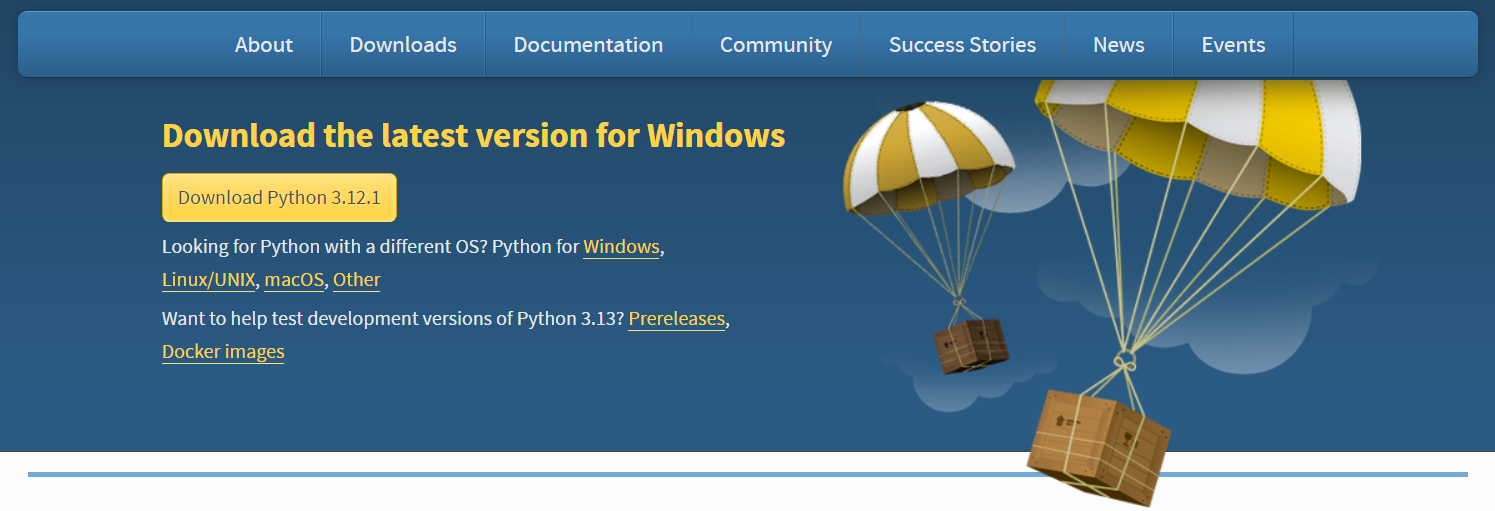 About Downloads Documentation Community Success Stories News Events
Download the latest version for Windows
Download Python 3.12.1
Looking for Python with a different OS? Python for Windows,
Linux/UNIX, macOS, Other
Want to help test development versions of Python 3.13? Prereleases,
Docker images